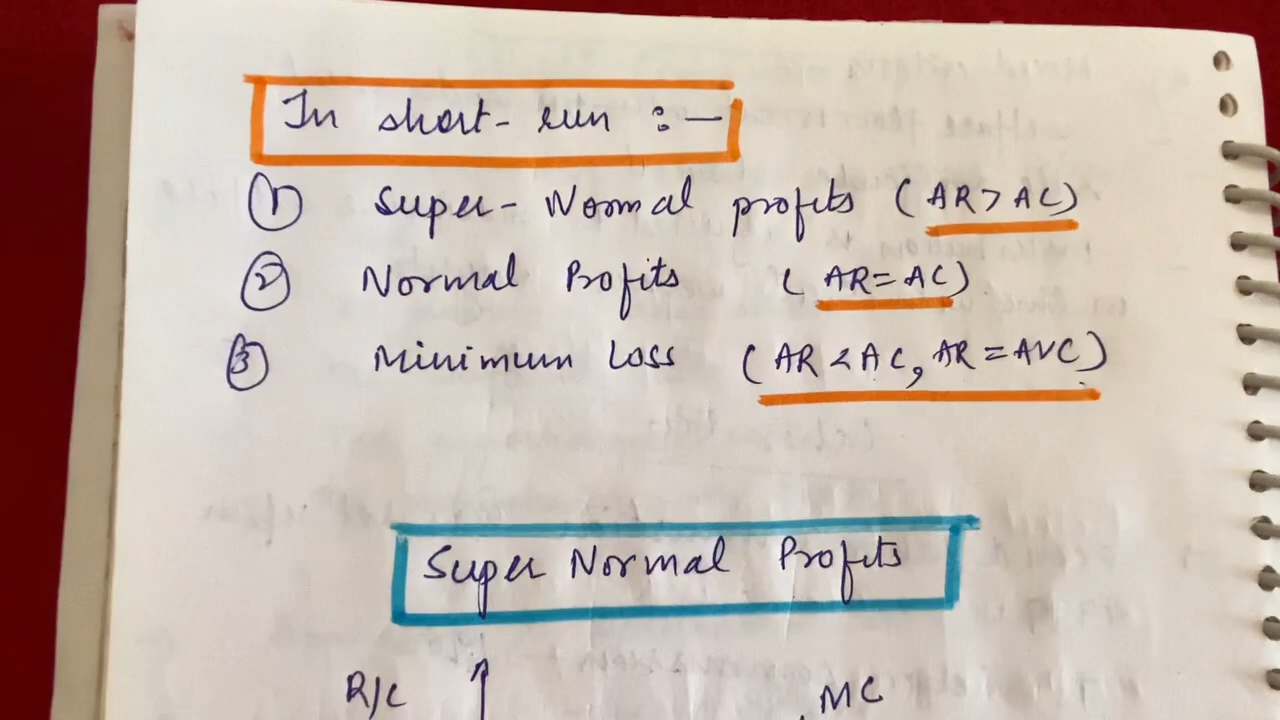 In short-run :-
① Super-Normal profits (AR>AC)
② Normal Profits (AR=AC)
③ Minimum Loss (AR<AC, AR=AVC)
Super Normal Profits
R/C MC